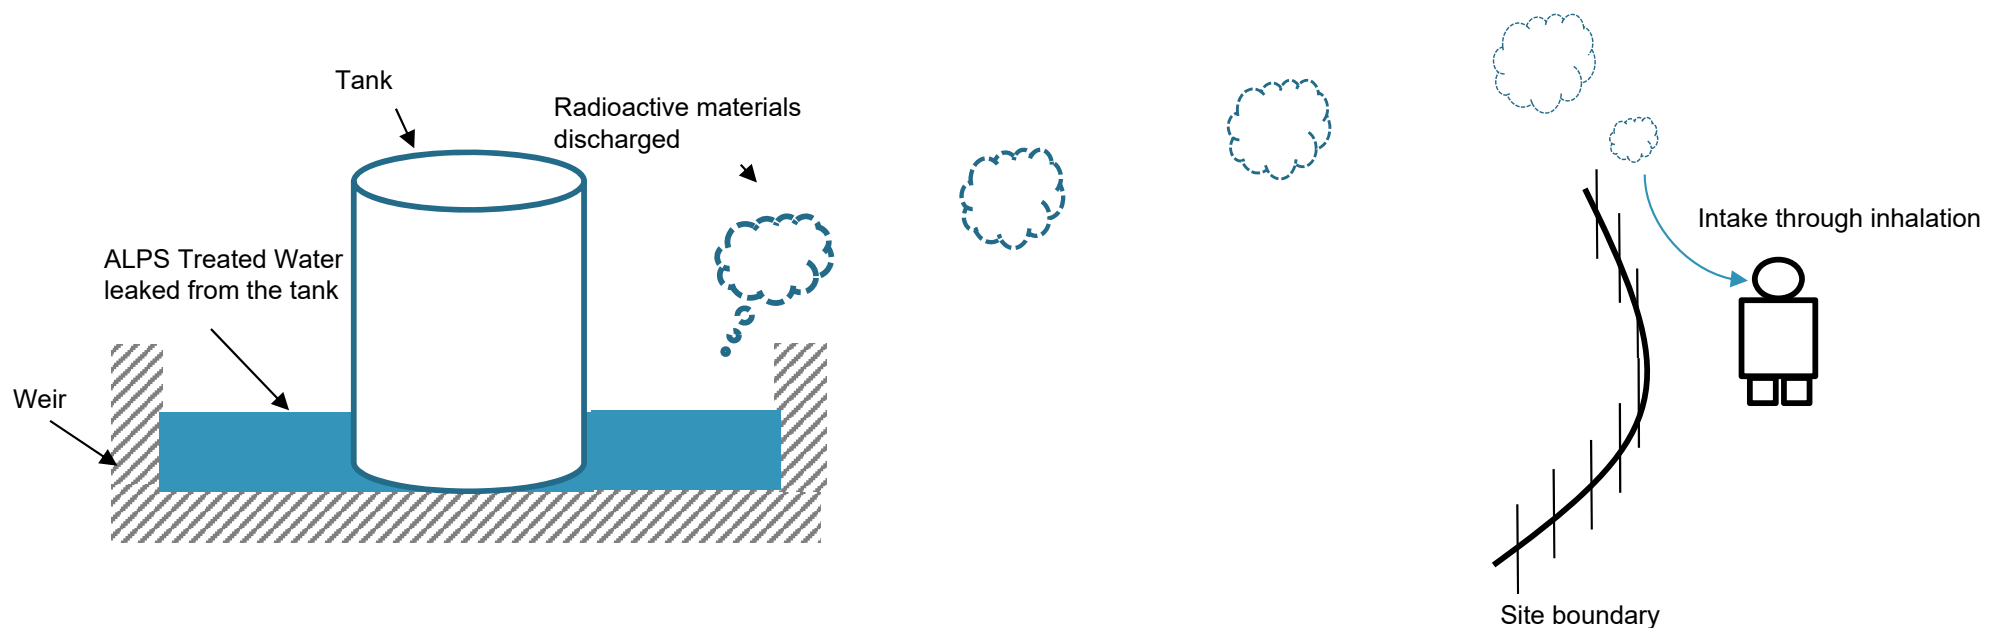 Tank
Radioactive materials
discharged
Intake through inhalation
ALPS Treated Water
leaked from the tank
Weir
Site boundary